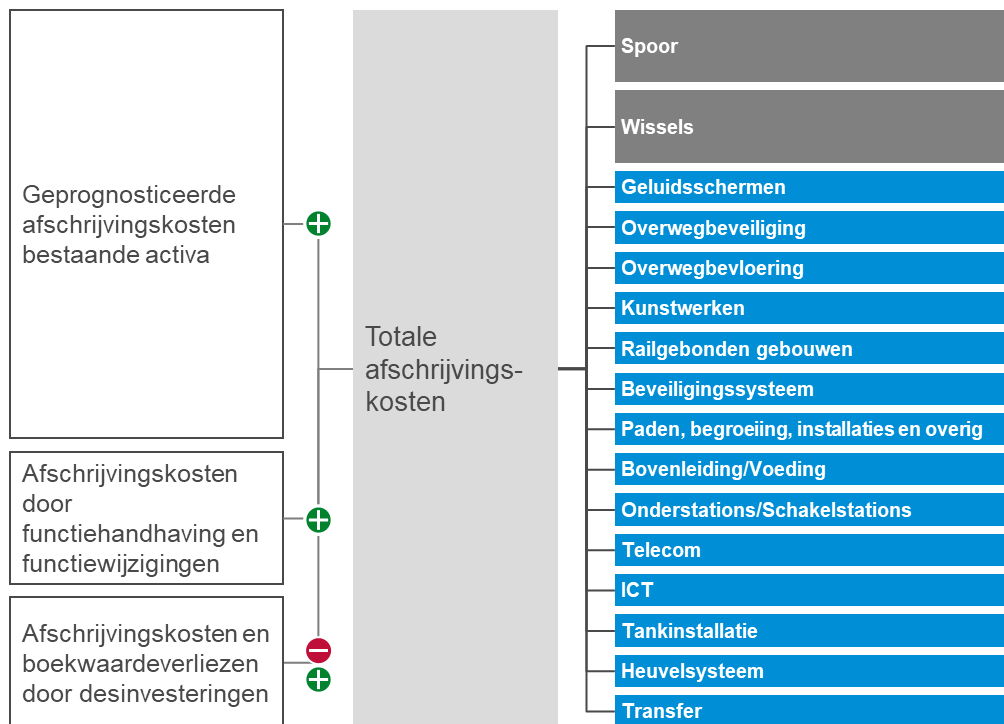 Geprognosticeerde
afschrijvingskosten
bestaande activa
Afschrijvingskosten
door
functiehandhaving en
functiewijzigingen
Afschrijvingskosten en
boekwaardeverliezen
door desinvesteringen
Totale
afschrijvings-
kosten
Spoor
Wissels
Geluidsschermen
Overwegbeveiliging
Overwegbevloering
Kunstwerken
Railgebonden gebouwen
Beveiligingssysteem
Paden, begroeiing, installaties en overig
Bovenleiding/Voeding
Onderstations/Schakelstations
Telecom
ICT
Tankinstallatie
Heuvelsysteem
Transfer